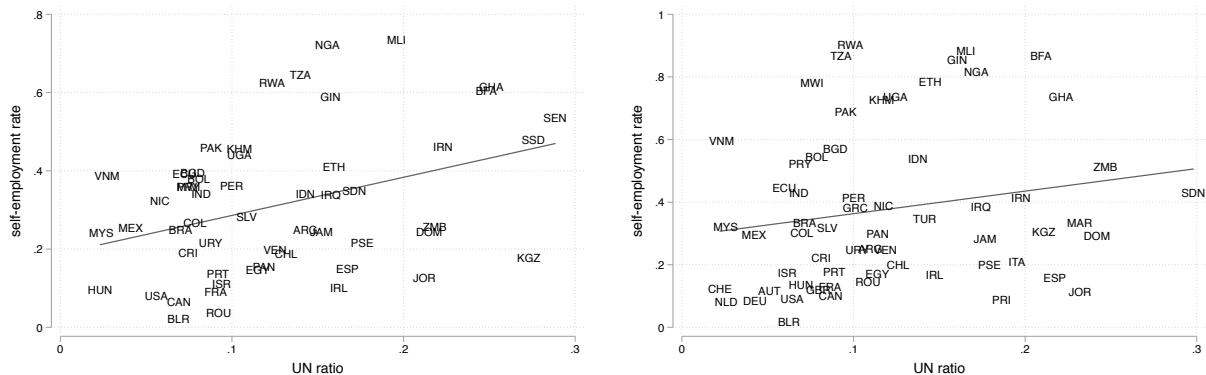 .8
.6
.4
.2
0
self-employment rate
NGA
MLI
TZA
RWA
GIN
GHA
BFA
SEN
SSD
PAK
KHM
UGA
IRN
ETH
VNM
BGD
BOL
PER
IND
CIN
IDN
IRQ
SDN
MEX
MYS
BRA
COL
SLV
ARG
JAM
NZB
DOM
URY
CRI
VEN
CHL
PSE
KGZ
EGY
PAN
ESP
PRT
JOR
ISR
FRA
IRL
HUN
USA
CAN
ROU
BLR
0
.1
.2
.3
UN ratio
1
.8
.6
.4
.2
0
self-employment rate
RWA
TZA
MLI
GIN
BFA
NGA
MWI
ETH
KHM
UGA
GHA
PAK
VNM
BGD
BOL
PRY
IDN
ZMB
ECU
IND
PER
GRC
NIC
IRQ
IRN
SDN
MYS
MEX
BRA
COL
SLV
TUR
MAR
KGZ
DOM
PAN
JAM
URY
ARG
VEN
CRI
CHL
PSE
ITA
ISR
PRT
EGY
IRL
ESP
HUN
GBR
FRA
ROU
CHE
AUT
NLD
DEU
USA
CAN
PRI
JOR
BLR
0
.1
.2
.3
UN ratio